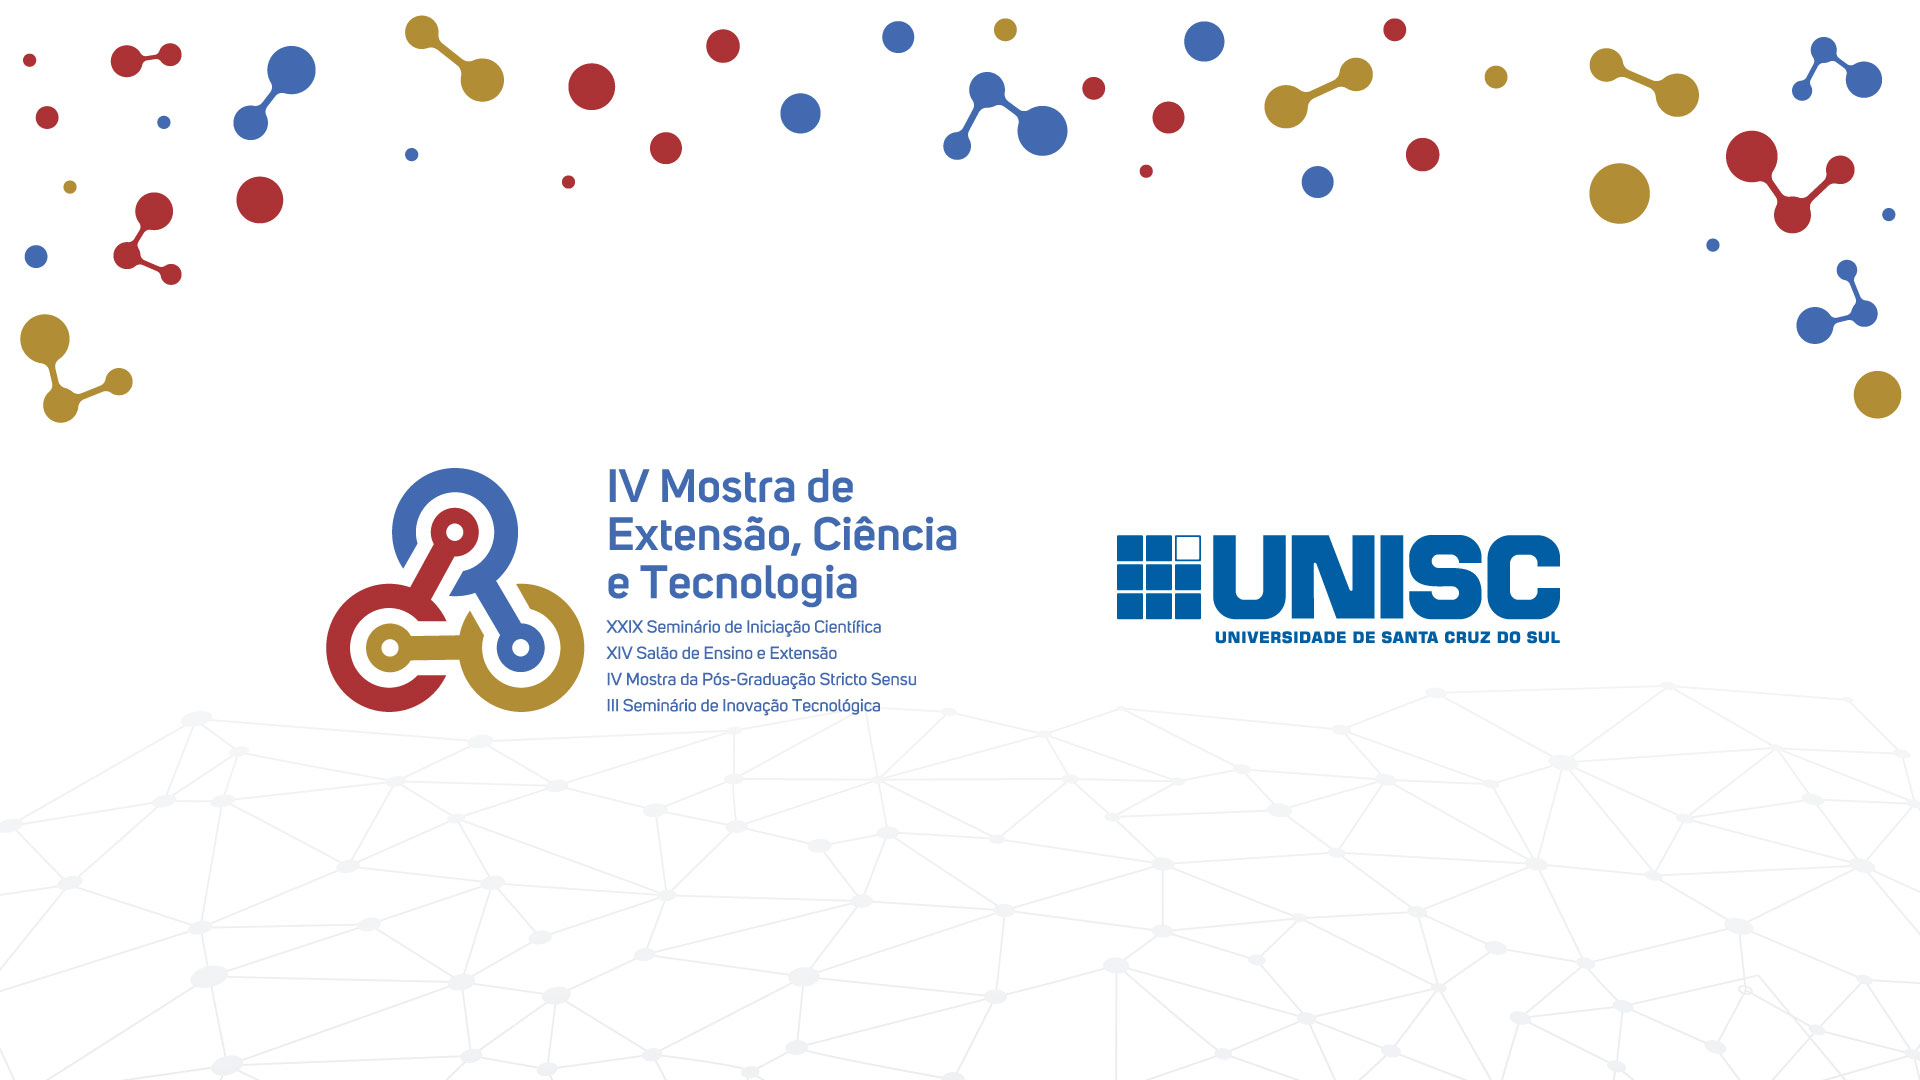 IV Mostra de
Extensão, Ciência
e Tecnologia
XXIX Seminário de Iniciação Científica
XIV Salão de Ensino e Extensão
IV Mostra da Pós-Graduação Stricto Sensu
III Seminário de Inovação Tecnológica
UNISC
UNIVERSIDADE DE SANTA CRUZ DO SUL